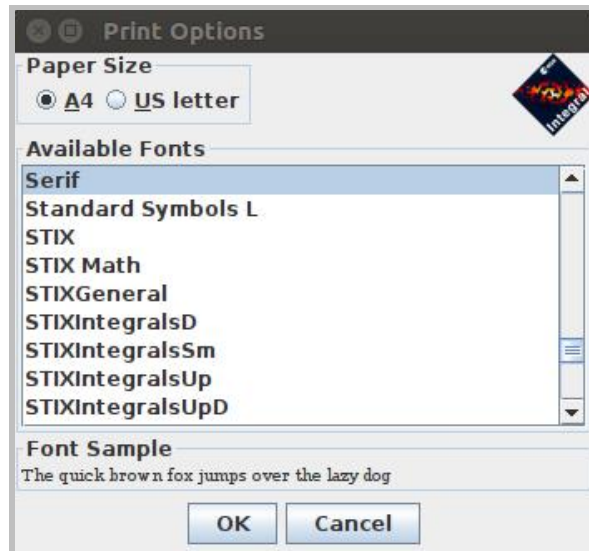 Print Options
Paper Size
A4 US letter
Integral
Available Fonts
Serif
Standard Symbols L
STIX
STIX Math
STIXGeneral
STIXIntegralsD
STIXIntegralsSm
STIXIntegralsUp
STIXIntegralsUpD
Font Sample
The quick brown fox jumps over the lazy dog
OK Cancel